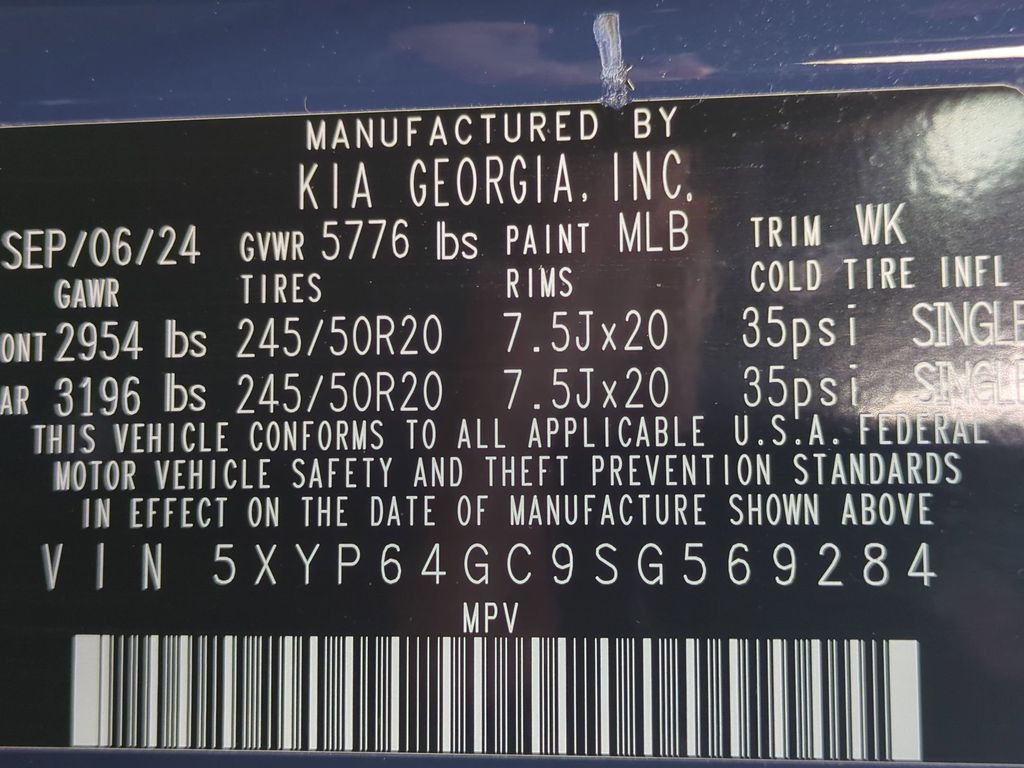 MANUFACTURED BY
KIA GEORGIA, INC.
SEP/06/24 GVWR 5776 lbs PAINT MLB TRIM WK
GAWR TIRES RIMS COLD TIRE INFL
ONT 2954 lbs 245/50R20 7.5Jx20 35psi SINGLE
AR 3196 lbs 245/50R20 7.5Jx20 35psi SINGLE
THIS VEHICLE CONFORMS TO ALL APPLICABLE U.S.A. FEDERAL
MOTOR VEHICLE SAFETY AND THEFT PREVENTION STANDARDS
IN EFFECT ON THE DATE OF MANUFACTURE SHOWN ABOVE
VIN 5XYP64GC9SG569284
MPV